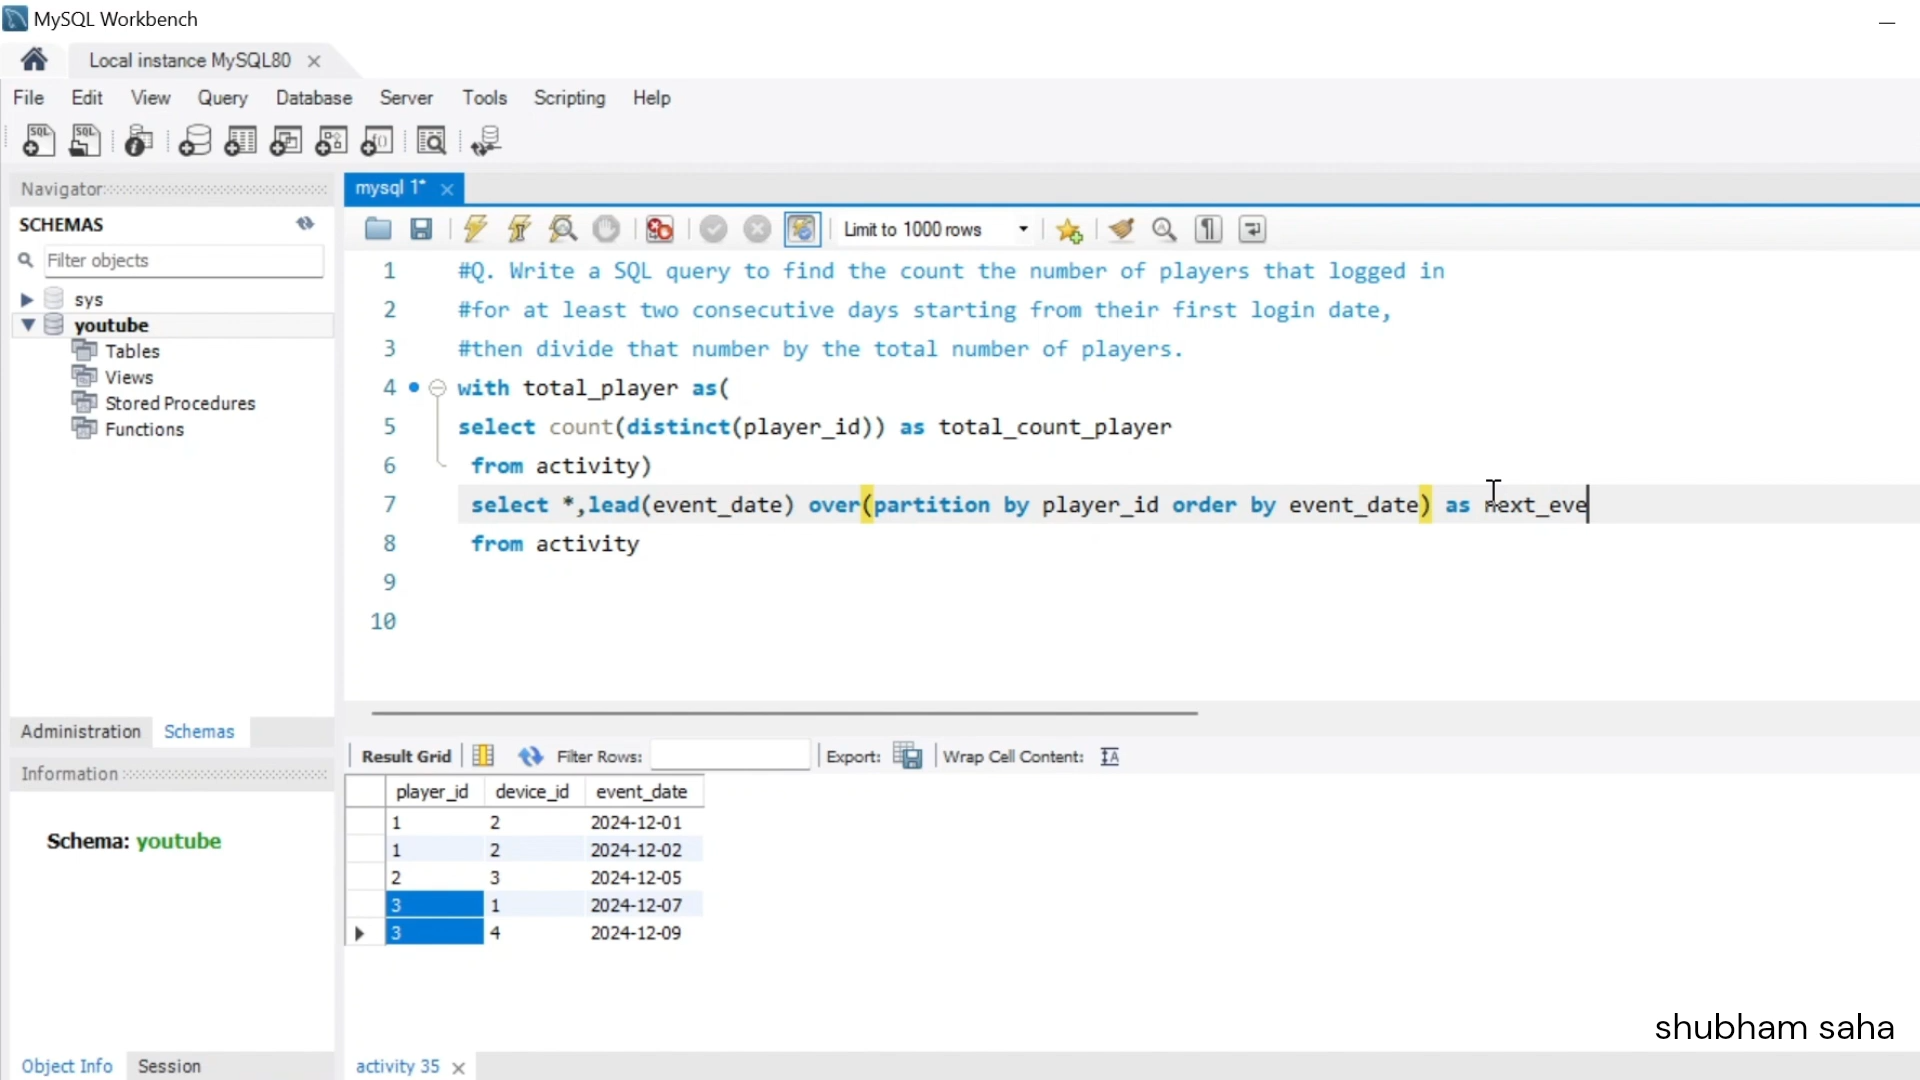 MySQL Workbench
Local instance MySQL80
File Edit View Query Database Server Tools Scripting Help
Navigator
mysql 1*
SCHEMAS
Limit to 1000 rows
Filter objects
sys
youtube
Tables
Views
Stored Procedures
Functions
1 #Q. Write a SQL query to find the count the number of players that logged in
2 #for at least two consecutive days starting from their first login date,
3 #then divide that number by the total number of players.
4 with total_player as(
5 select count(distinct(player_id)) as total_count_player
6 from activity)
7 select *,lead(event_date) over(partition by player_id order by event_date) as next_eve
8 from activity
9
10
Administration Schemas
Information
Schema: youtube
Result Grid Filter Rows: Export: Wrap Cell Content:
player_id device_id event_date
1 2 2024-12-01
1 2 2024-12-02
2 3 2024-12-05
3 1 2024-12-07
3 4 2024-12-09
shubham saha
Object Info Session
activity 35